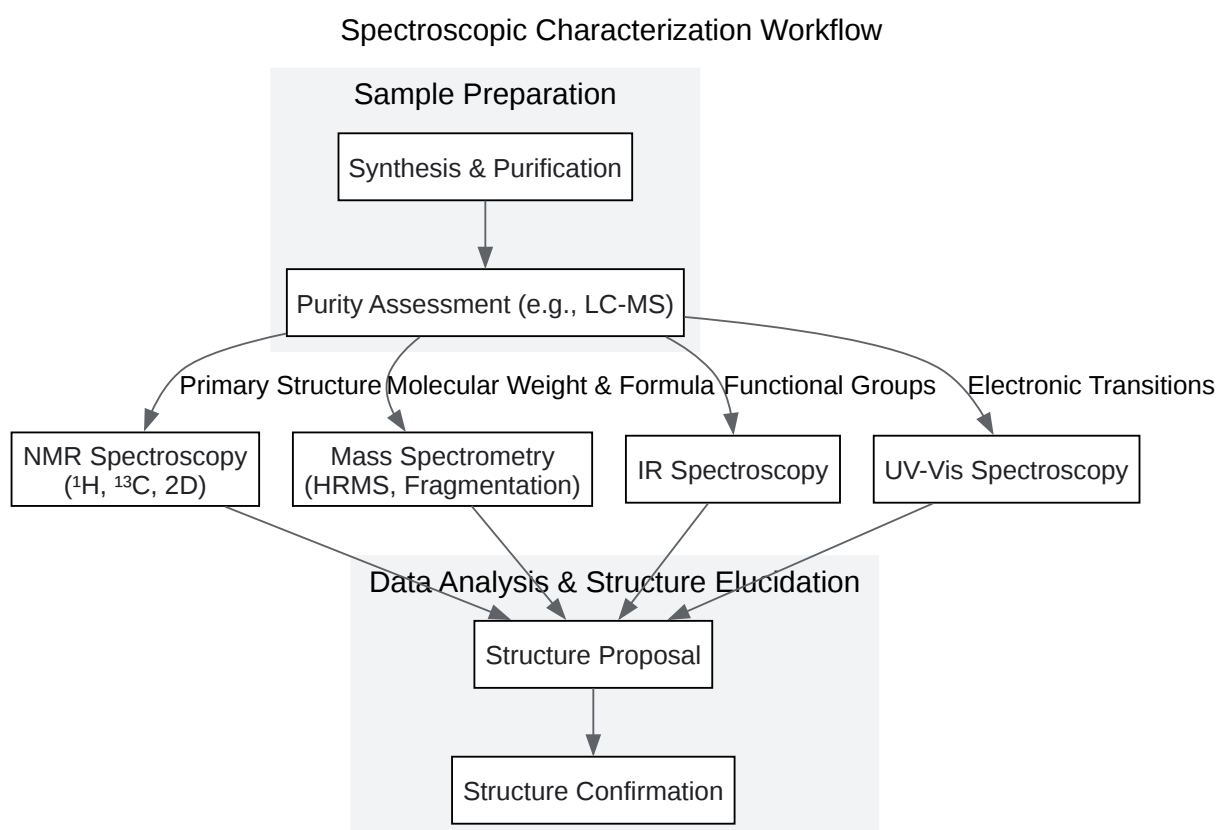 Spectroscopic Characterization Workflow
Sample Preparation
Synthesis & Purification
Purity Assessment (e.g., LC-MS)
Primary Structure
Molecular Weight & Formula
Functional Groups
Electronic Transitions
NMR Spectroscopy
(¹H, ¹³C, 2D)
Mass Spectrometry
(HRMS, Fragmentation)
IR Spectroscopy
UV-Vis Spectroscopy
Data Analysis & Structure Elucidation
Structure Proposal
Structure Confirmation